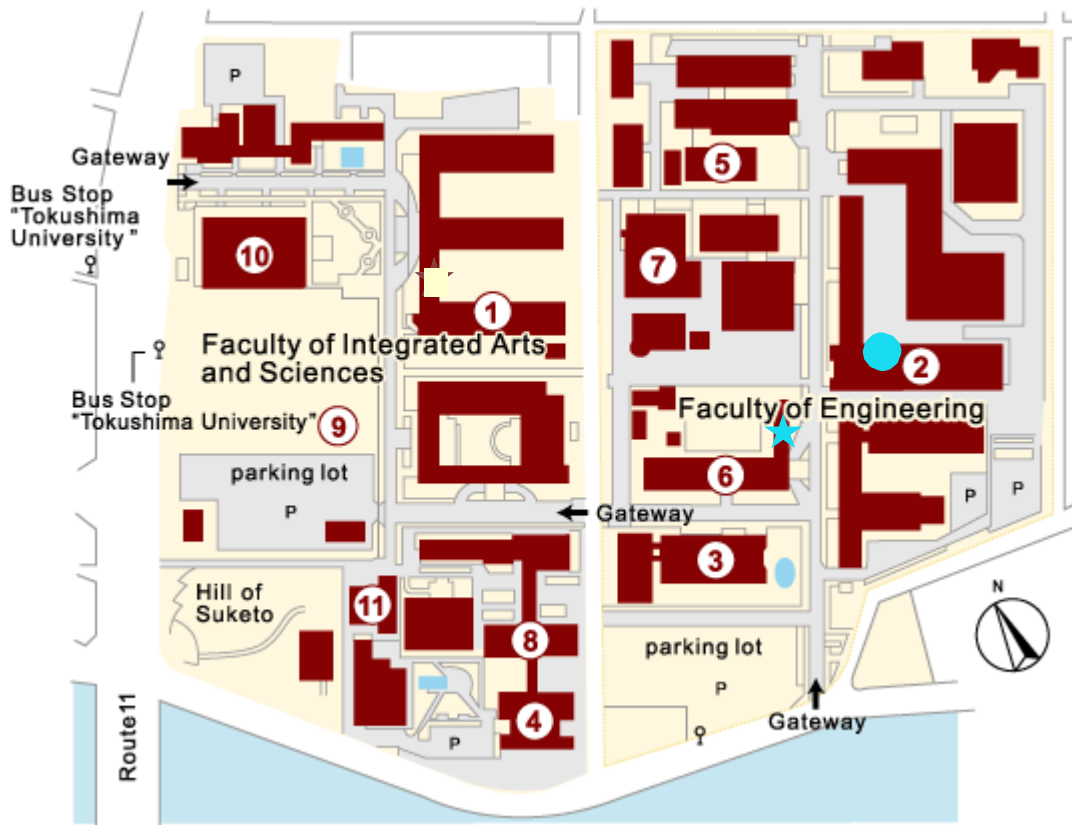 P
Gateway
Bus Stop
"Tokushima
University"
10
1
5
7
2
Faculty of Integrated Arts
and Sciences
Bus Stop
"Tokushima University"
9
Faculty of Engineering
parking lot
P
6
Gateway
P
P
3
Hill of
Suketo
11
8
N
parking lot
P
4
P
Gateway
Route11